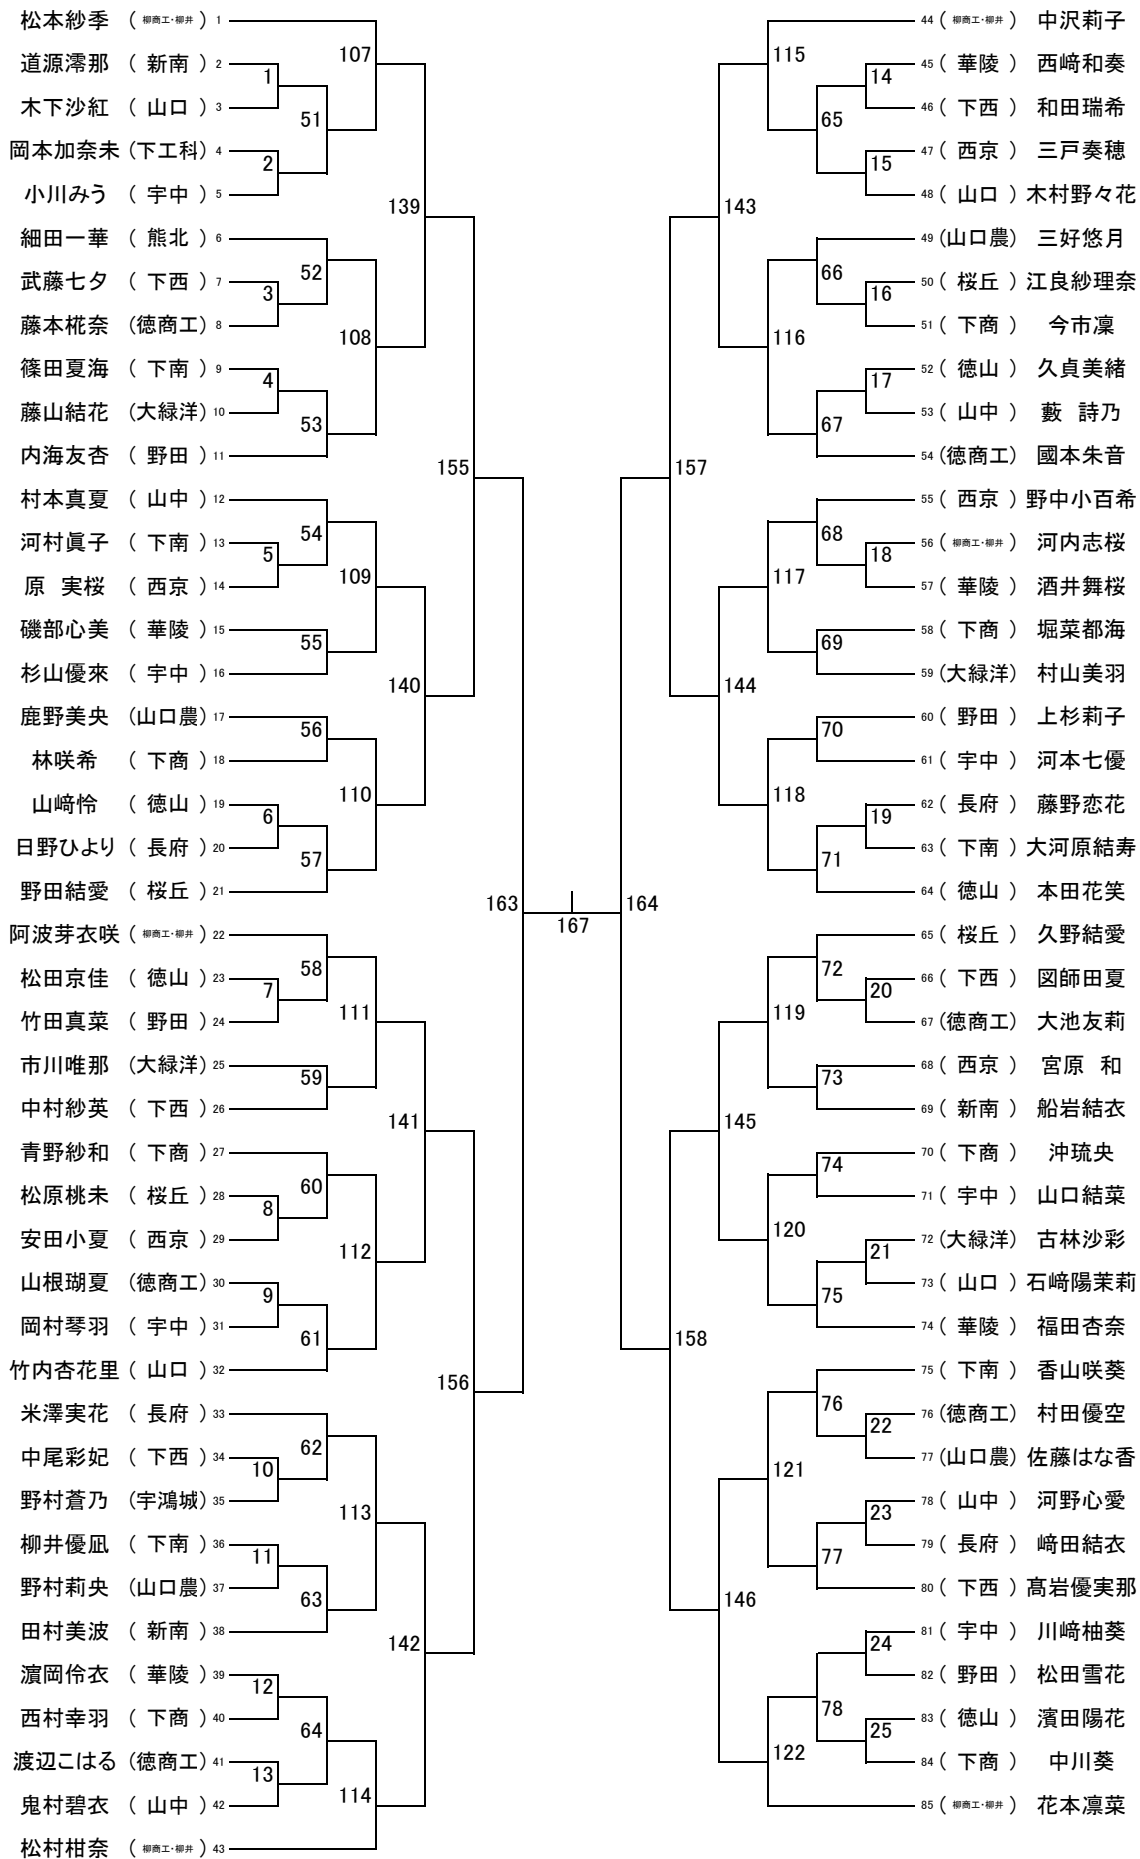 松本紗季 ( 柳商工・柳井 ) 1
道源澪那 ( 新南 ) 2
木下沙紅 ( 山口 ) 3
岡本加奈未 (下工科) 4
小川みう ( 宇中 ) 5
細田一華 ( 熊北 ) 6
武藤七夕 ( 下西 ) 7
藤本椛奈 (徳商工) 8
篠田夏海 ( 下南 ) 9
藤山結花 (大緑洋) 10
内海友杏 ( 野田 ) 11
村本真夏 ( 山中 ) 12
河村眞子 ( 下南 ) 13
原 実桜 ( 西京 ) 14
磯部心美 ( 華陵 ) 15
杉山優來 ( 宇中 ) 16
鹿野美央 (山口農) 17
林咲希 ( 下商 ) 18
山﨑怜 ( 徳山 ) 19
日野ひより ( 長府 ) 20
野田結愛 ( 桜丘 ) 21
阿波芽衣咲 ( 柳商工・柳井 ) 22
松田京佳 ( 徳山 ) 23
竹田真菜 ( 野田 ) 24
市川唯那 (大緑洋) 25
中村紗英 ( 下西 ) 26
青野紗和 ( 下商 ) 27
松原桃未 ( 桜丘 ) 28
安田小夏 ( 西京 ) 29
山根瑚夏 (徳商工) 30
岡村琴羽 ( 宇中 ) 31
竹内杏花里 ( 山口 ) 32
米澤実花 ( 長府 ) 33
中尾彩妃 ( 下西 ) 34
野村蒼乃 (宇鴻城) 35
柳井優凪 ( 下南 ) 36
野村莉央 (山口農) 37
田村美波 ( 新南 ) 38
濵岡伶衣 ( 華陵 ) 39
西村幸羽 ( 下商 ) 40
渡辺こはる (徳商工) 41
鬼村碧衣 ( 山中 ) 42
松村柑奈 ( 柳商工・柳井 ) 43
1
2
3
4
5
6
7
8
9
10
11
12
13
51
52
53
54
55
56
57
58
59
60
61
62
63
64
107
108
109
110
111
112
113
114
139
140
141
142
155
156
163
167
164
157
158
143
144
145
146
115
116
117
118
119
120
121
122
65
66
67
68
69
70
71
72
73
74
75
76
77
78
14
15
16
17
18
19
20
21
22
23
24
25
44 ( 柳商工・柳井 ) 中沢莉子
45 ( 華陵 ) 西﨑和奏
46 ( 下西 ) 和田瑞希
47 ( 西京 ) 三戸奏穂
48 ( 山口 ) 木村野々花
49 (山口農) 三好悠月
50 ( 桜丘 ) 江良紗理奈
51 ( 下商 ) 今市凜
52 ( 徳山 ) 久貞美緒
53 ( 山中 ) 藪 詩乃
54 (徳商工) 國本朱音
55 ( 西京 ) 野中小百希
56 ( 柳商工・柳井 ) 河内志桜
57 ( 華陵 ) 酒井舞桜
58 ( 下商 ) 堀菜都海
59 (大緑洋) 村山美羽
60 ( 野田 ) 上杉莉子
61 ( 宇中 ) 河本七優
62 ( 長府 ) 藤野恋花
63 ( 下南 ) 大河原結寿
64 ( 徳山 ) 本田花笑
65 ( 桜丘 ) 久野結愛
66 ( 下西 ) 図師田夏
67 (徳商工) 大池友莉
68 ( 西京 ) 宮原 和
69 ( 新南 ) 船岩結衣
70 ( 下商 ) 沖琉央
71 ( 宇中 ) 山口結菜
72 (大緑洋) 古林沙彩
73 ( 山口 ) 石﨑陽茉莉
74 ( 華陵 ) 福田杏奈
75 ( 下南 ) 香山咲葵
76 (徳商工) 村田優空
77 (山口農) 佐藤はな香
78 ( 山中 ) 河野心愛
79 ( 長府 ) 﨑田結衣
80 ( 下西 ) 髙岩優実那
81 ( 宇中 ) 川﨑柚葵
82 ( 野田 ) 松田雪花
83 ( 徳山 ) 濱田陽花
84 ( 下商 ) 中川葵
85 ( 柳商工・柳井 ) 花本凛菜